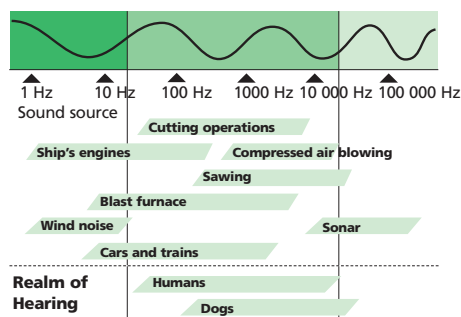 1 Hz 10 Hz 100 Hz 1000 Hz 10 000 Hz 100 000 Hz
Sound source
Cutting operations
Ship's engines Compressed air blowing
Sawing
Blast furnace
Wind noise Sonar
Cars and trains
Realm of Humans
Hearing
Dogs